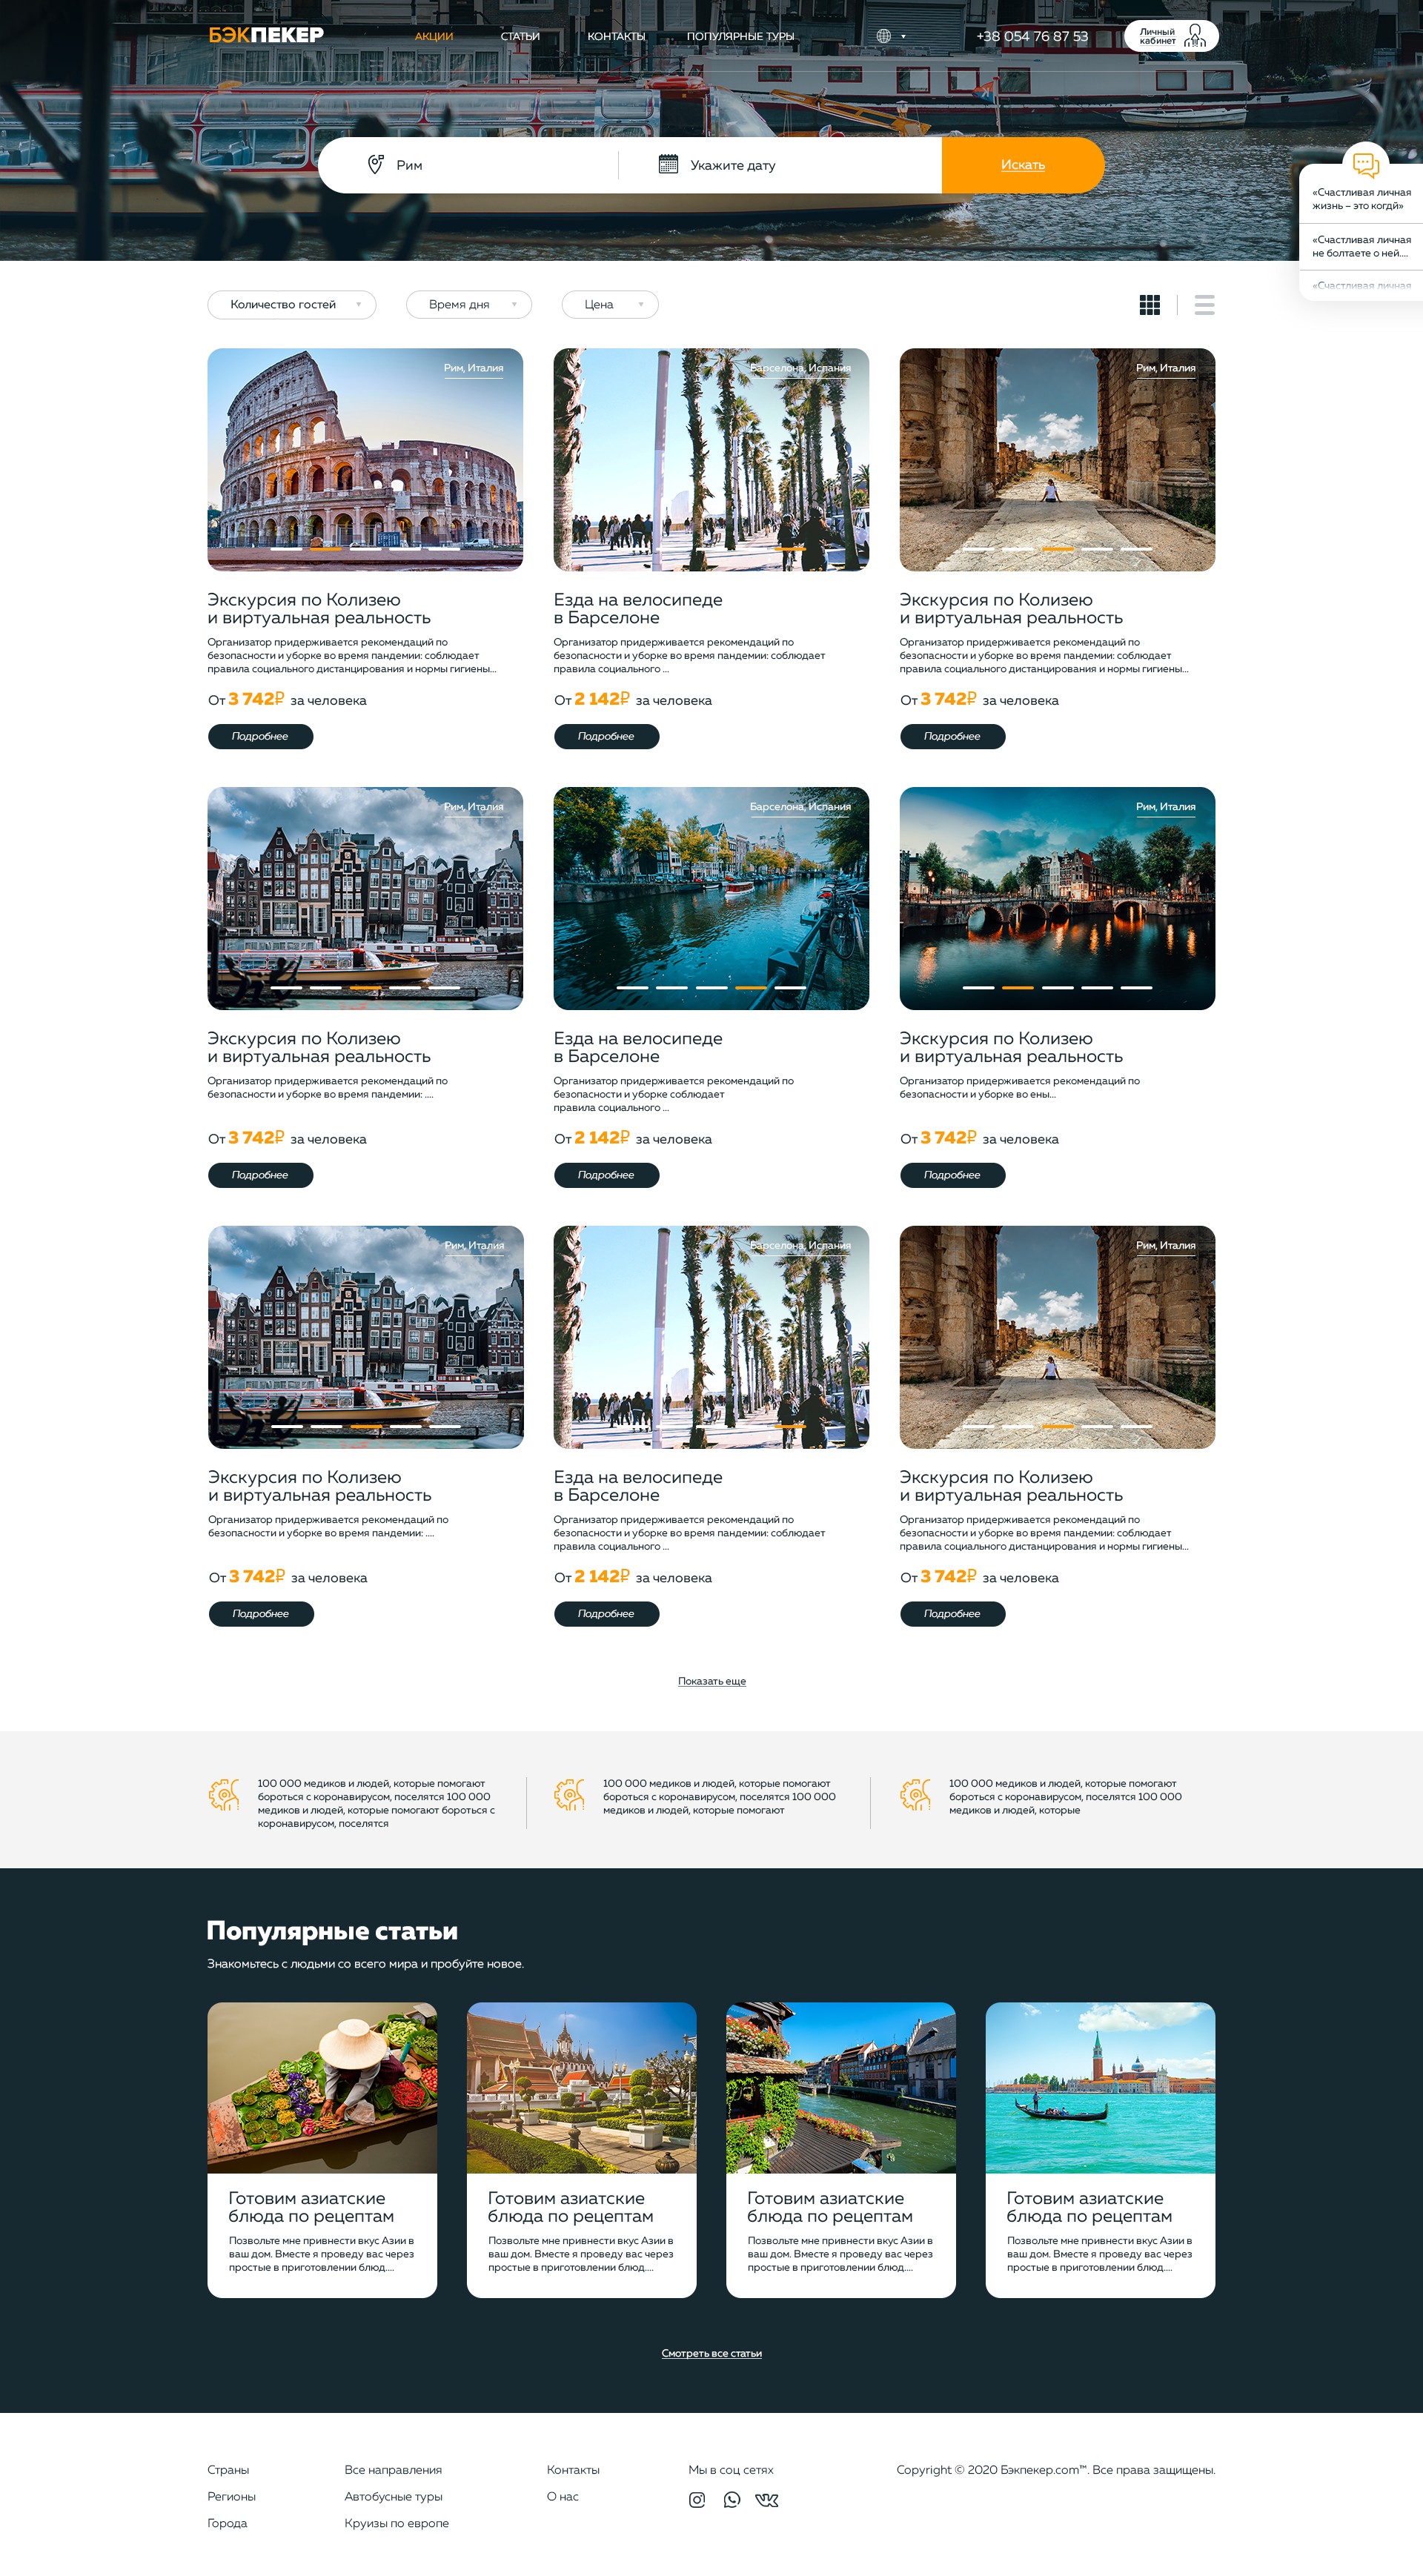 БЭКПЕКЕР
АКЦИИ
СТАТЬИ
КОНТАКТЫ
ПОПУЛЯРНЫЕ ТУРЫ
+38 054 76 87 53
Личный
кабинет
Рим
Укажите дату
Искать
«Счастливая личная
жизнь – это когдй»
«Счастливая личная
не болтаете о ней....
«Счастливая личная
Количество гостей
Время дня
Цена
Рим, Италия
Экскурсия по Колизею
и виртуальная реальность
Организатор придерживается рекомендаций по
безопасности и уборке во время пандемии: соблюдает
правила социального дистанцирования и нормы гигиены...
От 3 742₽ за человека
Подробнее
Барселона, Испания
Езда на велосипеде
в Барселоне
Организатор придерживается рекомендаций по
безопасности и уборке во время пандемии: соблюдает
правила социального ...
От 2 142₽ за человека
Подробнее
Рим, Италия
Экскурсия по Колизею
и виртуальная реальность
Организатор придерживается рекомендаций по
безопасности и уборке во время пандемии: соблюдает
правила социального дистанцирования и нормы гигиены...
От 3 742₽ за человека
Подробнее
Рим, Италия
Экскурсия по Колизею
и виртуальная реальность
Организатор придерживается рекомендаций по
безопасности и уборке во время пандемии: ....
От 3 742₽ за человека
Подробнее
Барселона, Испания
Езда на велосипеде
в Барселоне
Организатор придерживается рекомендаций по
безопасности и уборке соблюдает
правила социального ...
От 2 142₽ за человека
Подробнее
Рим, Италия
Экскурсия по Колизею
и виртуальная реальность
Организатор придерживается рекомендаций по
безопасности и уборке во ены...
От 3 742₽ за человека
Подробнее
Рим, Италия
Экскурсия по Колизею
и виртуальная реальность
Организатор придерживается рекомендаций по
безопасности и уборке во время пандемии: ....
От 3 742₽ за человека
Подробнее
Барселона, Испания
Езда на велосипеде
в Барселоне
Организатор придерживается рекомендаций по
безопасности и уборке во время пандемии: соблюдает
правила социального ...
От 2 142₽ за человека
Подробнее
Рим, Италия
Экскурсия по Колизею
и виртуальная реальность
Организатор придерживается рекомендаций по
безопасности и уборке во время пандемии: соблюдает
правила социального дистанцирования и нормы гигиены...
От 3 742₽ за человека
Подробнее
Показать еще
100 000 медиков и людей, которые помогают
бороться с коронавирусом, поселятся 100 000
медиков и людей, которые помогают бороться с
коронавирусом, поселятся
100 000 медиков и людей, которые помогают
бороться с коронавирусом, поселятся 100 000
медиков и людей, которые помогают
100 000 медиков и людей, которые помогают
бороться с коронавирусом, поселятся 100 000
медиков и людей, которые
Популярные статьи
Знакомьтесь с людьми со всего мира и пробуйте новое.
Готовим азиатские
блюда по рецептам
Позвольте мне привнести вкус Азии в
ваш дом. Вместе я проведу вас через
простые в приготовлении блюд....
Готовим азиатские
блюда по рецептам
Позвольте мне привнести вкус Азии в
ваш дом. Вместе я проведу вас через
простые в приготовлении блюд....
Готовим азиатские
блюда по рецептам
Позвольте мне привнести вкус Азии в
ваш дом. Вместе я проведу вас через
простые в приготовлении блюд....
Готовим азиатские
блюда по рецептам
Позвольте мне привнести вкус Азии в
ваш дом. Вместе я проведу вас через
простые в приготовлении блюд....
Смотреть все статьи
Страны
Регионы
Города
Все направления
Автобусные туры
Круизы по европе
Контакты
О нас
Мы в соц сетях
Copyright © 2020 Бэкпекер.com™. Все права защищены.